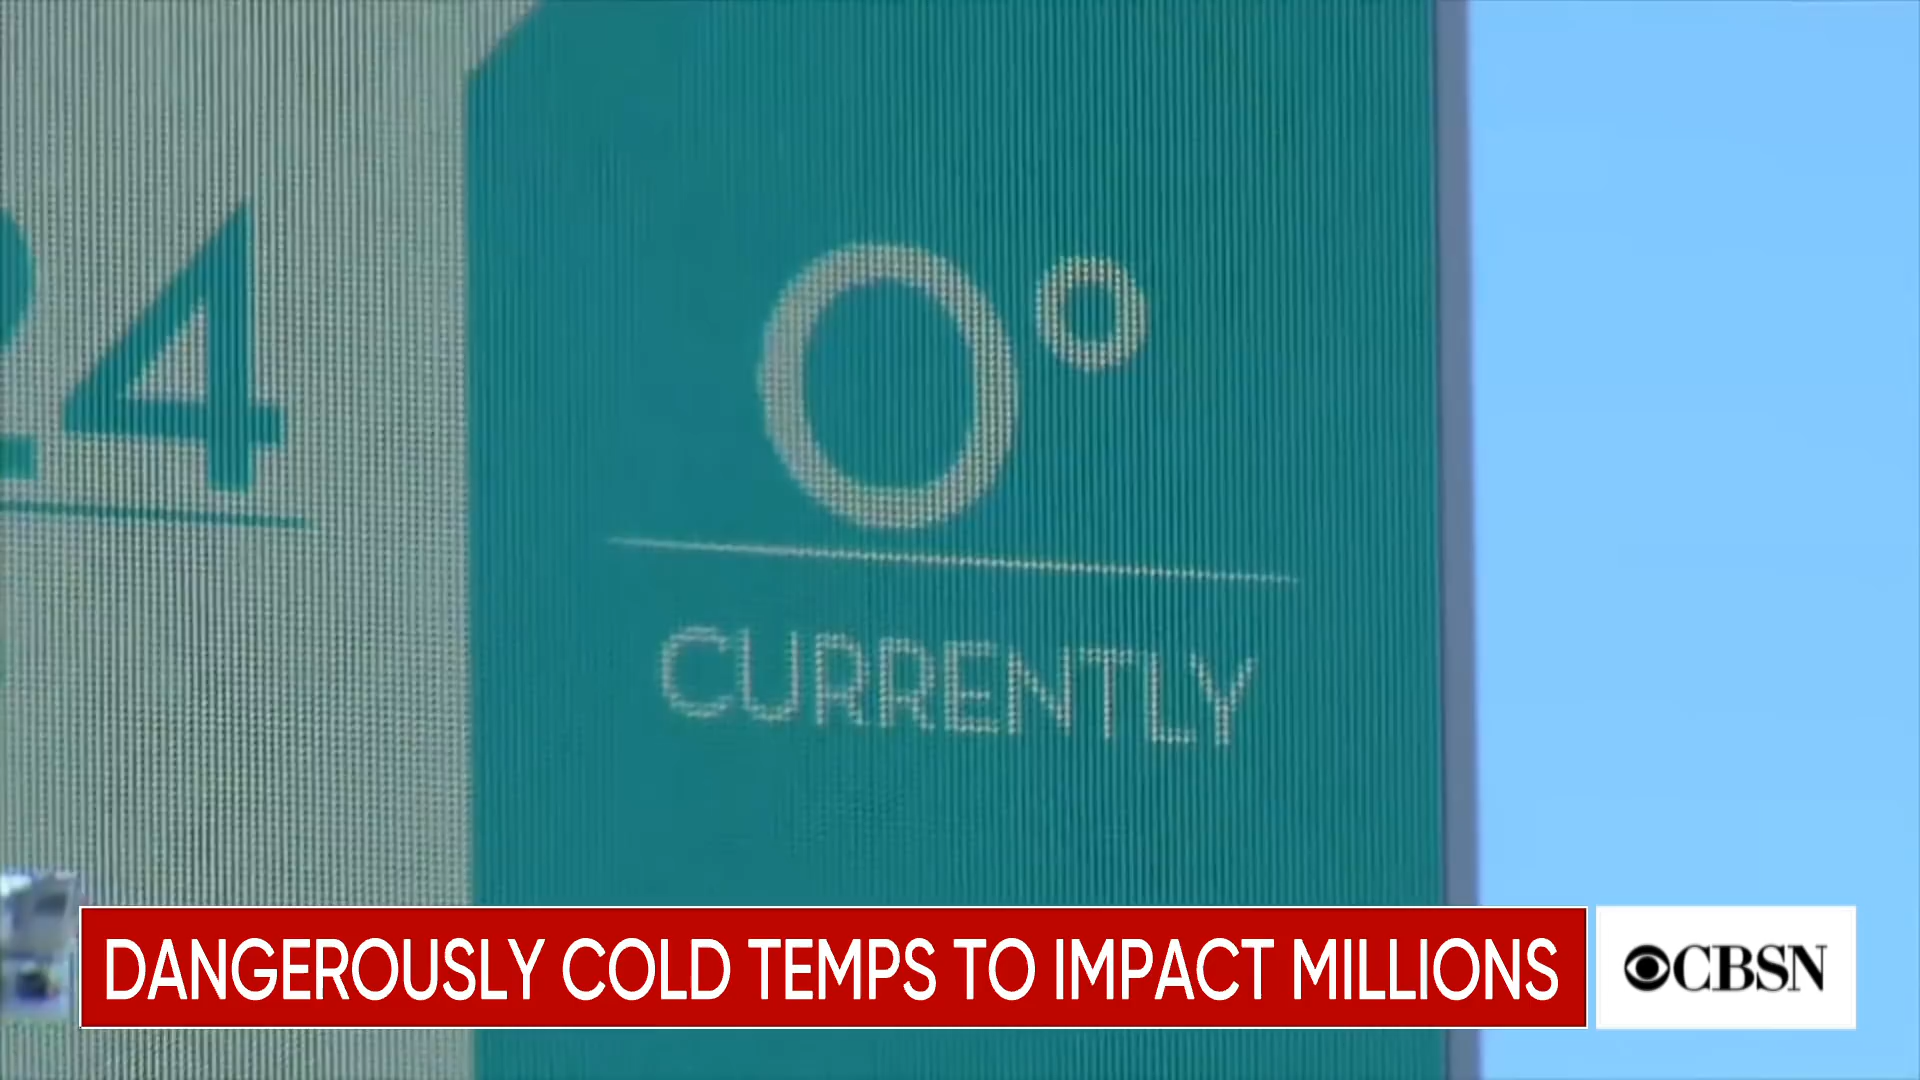 24
0°
CURRENTLY
DANGEROUSLY COLD TEMPS TO IMPACT MILLIONS
CBSN